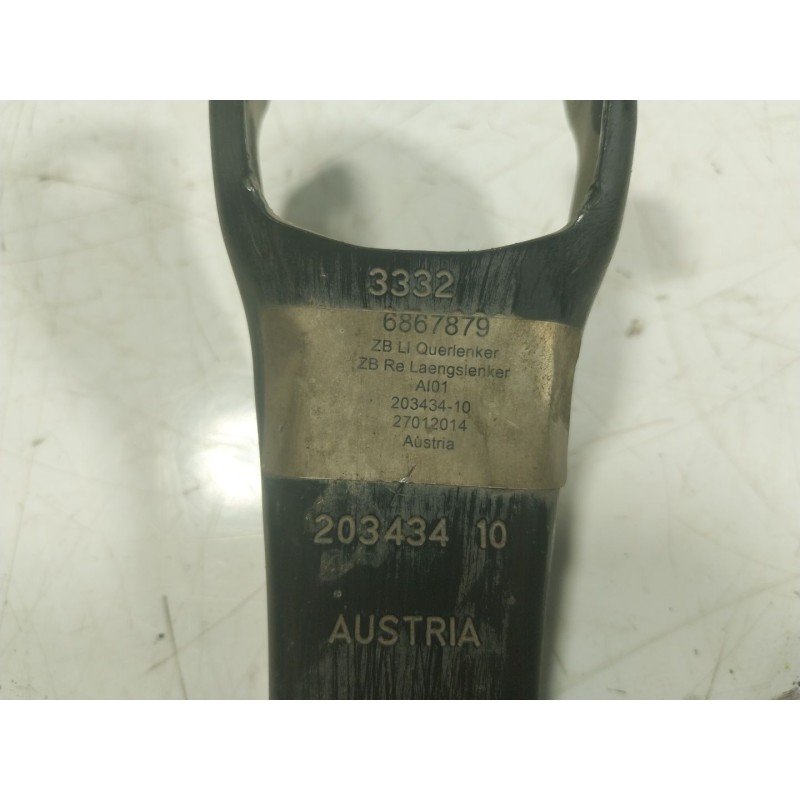 3332
6867879
ZB LI Querlenker
ZB Re Laengslenker
AI01
203434-10
27012014
Austria
203434 10
AUSTRIA